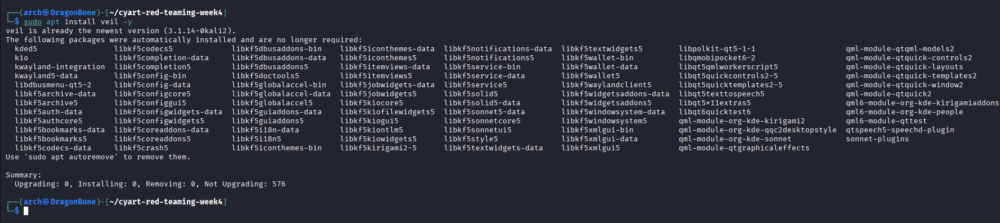 ┌──(arch㉿DragonBone)-[~/cyart-red-teaming-week4]
└─$ sudo apt install veil -y
veil is already the newest version (3.1.14-0kali2).
The following packages were automatically installed and are no longer required:
kded5 libkf5codecs5 libkf5dbusaddons-bin libkf5iconthemes-data libkf5notifications-data libkf5textwidgets5 libpolkit-qt5-1-1 qml-module-qtqml-models2
kio libkf5completion-data libkf5dbusaddons-data libkf5iconthemes5 libkf5notifications5 libkf5wallet-bin libqmobipocket6-2 qml-module-qtquick-controls2
kwayland-integration libkf5completion5 libkf5dbusaddons5 libkf5itemviews-data libkf5service-bin libkf5wallet-data libqt5qmlworkerscript5 qml-module-qtquick-layouts
kwayland5-data libkf5config-bin libkf5doctools5 libkf5itemviews5 libkf5service-data libkf5wallet5 libqt5quickcontrols2-5 qml-module-qtquick-templates2
libdbusmenu-qt5-2 libkf5config-data libkf5globalaccel-bin libkf5jobwidgets-data libkf5service5 libkf5waylandclient5 libqt5quicktemplates2-5 qml-module-qtquick-window2
libkf5archive-data libkf5configcore5 libkf5globalaccel-data libkf5jobwidgets5 libkf5solid5 libkf5widgetsaddons-data libqt5texttospeech5 qml-module-qtquick2
libkf5archive5 libkf5configgui5 libkf5globalaccel5 libkf5kiocore5 libkf5solid5-data libkf5widgetsaddons5 libqt5×11extras5 qml6-module-org-kde-kirigamiaddons
libkf5auth-data libkf5configwidgets-data libkf5guiaddons-data libkf5kiofilewidgets5 libkf5sonnet5-data libkf5windowsystem-data libqt6quicktest6 qml6-module-org-kde-people
libkf5authcore5 libkf5configwidgets5 libkf5guiaddons5 libkf5kiogui5 libkf5sonnetcore5 libkf5windowsystem5 qml-module-org-kde-kirigami2 qml6-module-qttest
libkf5bookmarks-data libkf5coreaddons-data libkf5i18n-data libkf5kiontlm5 libkf5sonnetui5 libkf5xmlgui-bin qml-module-org-kde-qqc2desktopstyle qtspeech5-speechd-plugin
libkf5bookmarks5 libkf5coreaddons5 libkf5i18n5 libkf5kiowidgets5 libkf5style5 libkf5xmlgui-data qml-module-org-kde-sonnet sonnet-plugins
libkf5codecs-data libkf5crash5 libkf5iconthemes-bin libkf5kirigami2-5 libkf5textwidgets-data libkf5xmlgui5 qml-module-qtgraphicaleffects
Use 'sudo apt autoremove' to remove them.
Summary:
Upgrading: 0, Installing: 0, Removing: 0, Not Upgrading: 576
┌──(arch㉿DragonBone)-[~/cyart-red-teaming-week4]
└─$